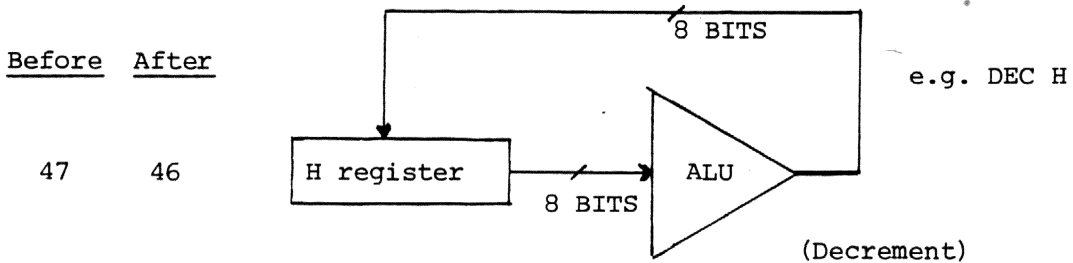 8 BITS
Before After
e.g. DEC H
47 46
H register
ALU
8 BITS
(Decrement)